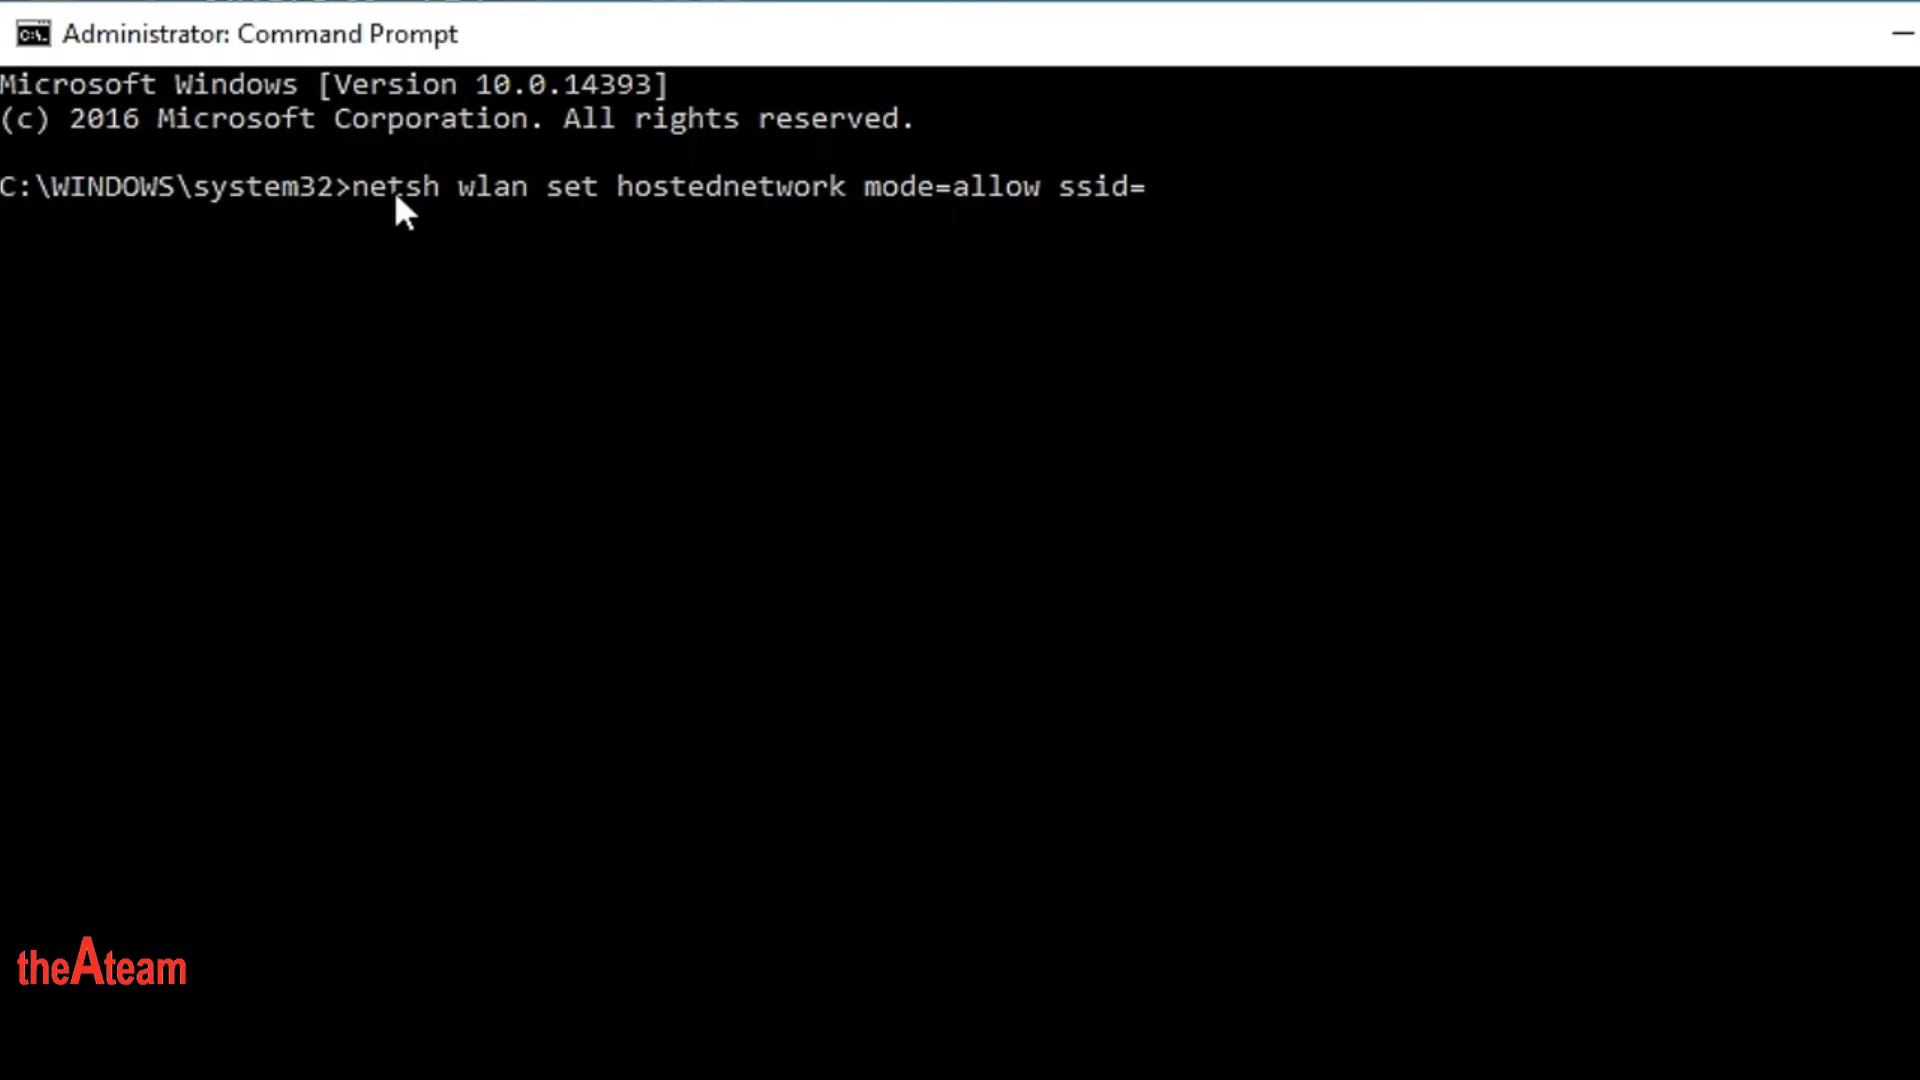 Administrator: Command Prompt
Microsoft Windows [Version 10.0.14393]
(c) 2016 Microsoft Corporation. All rights reserved.
C:\WINDOWS\system32>netsh wlan set hostednetwork mode=allow ssid=
theAteam